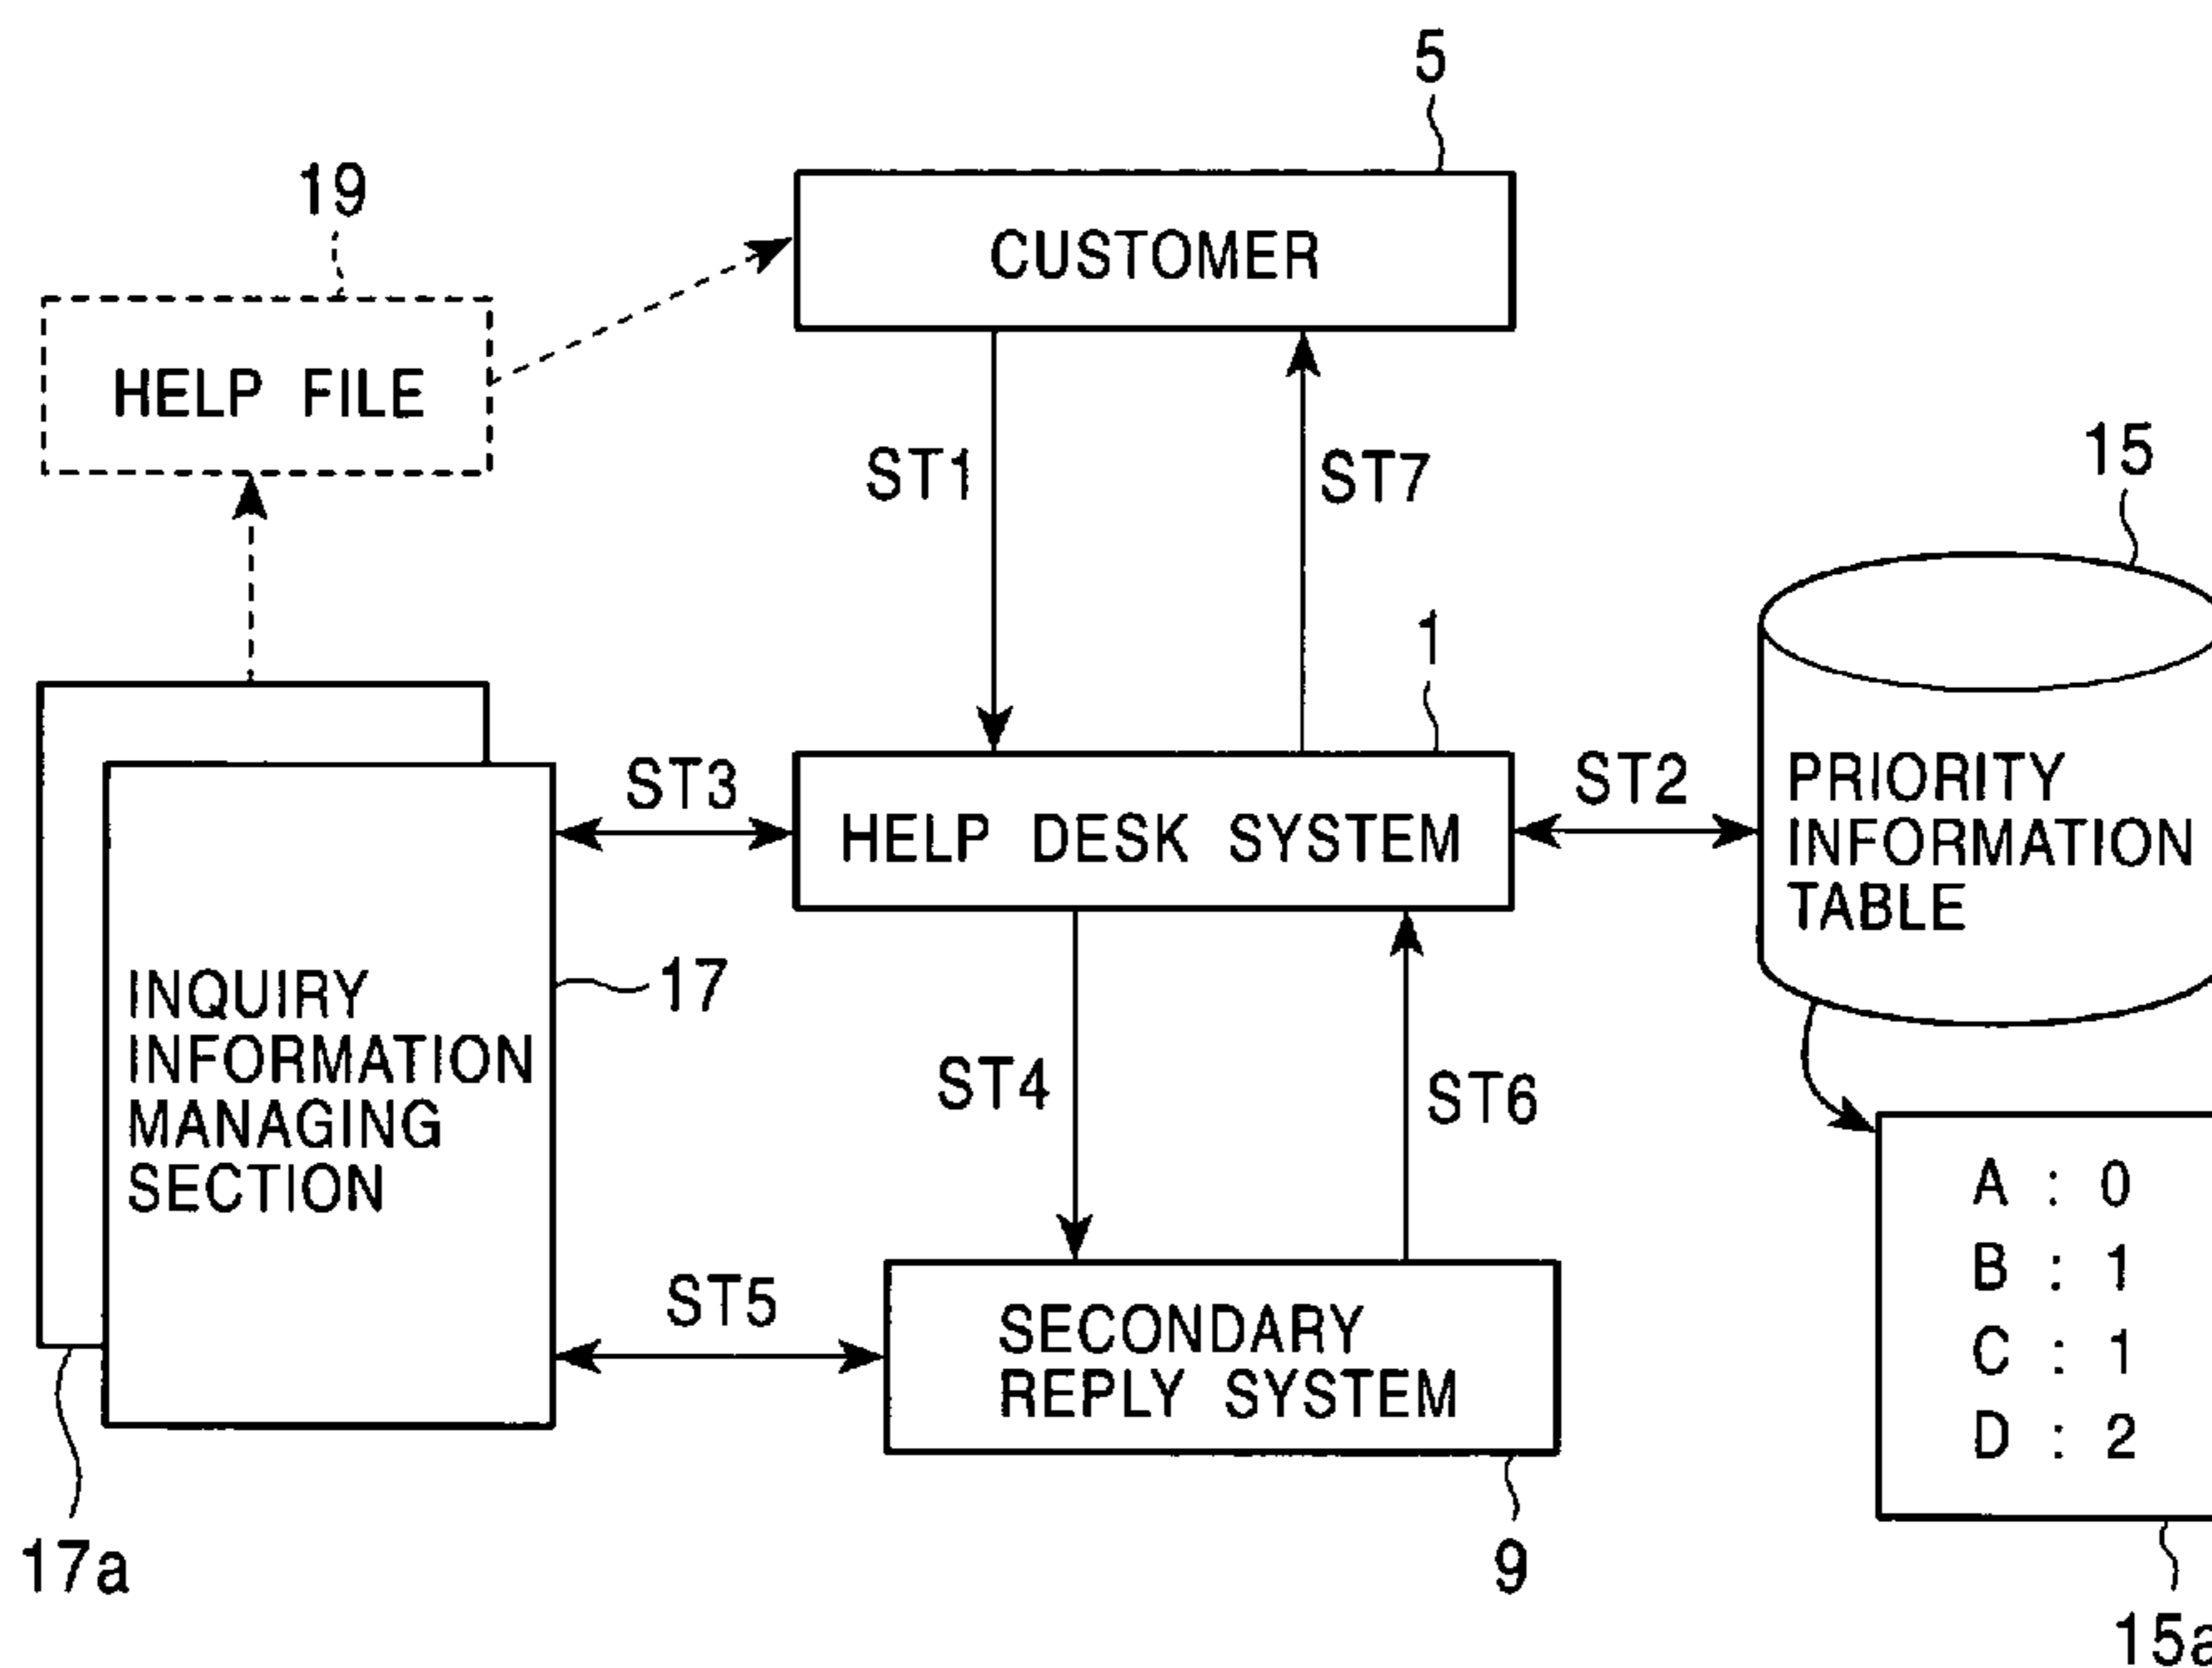 5
19
CUSTOMER
HELP FILE
15
ST1
ST7
1
ST3
ST2
HELP DESK SYSTEM
PRIORITY
INFORMATION
TABLE
17
INQUIRY
INFORMATION
MANAGING
SECTION
ST4
ST6
A : 0
B : 1
C : 1
D : 2
ST5
SECONDARY
REPLY SYSTEM
17a
9
15a